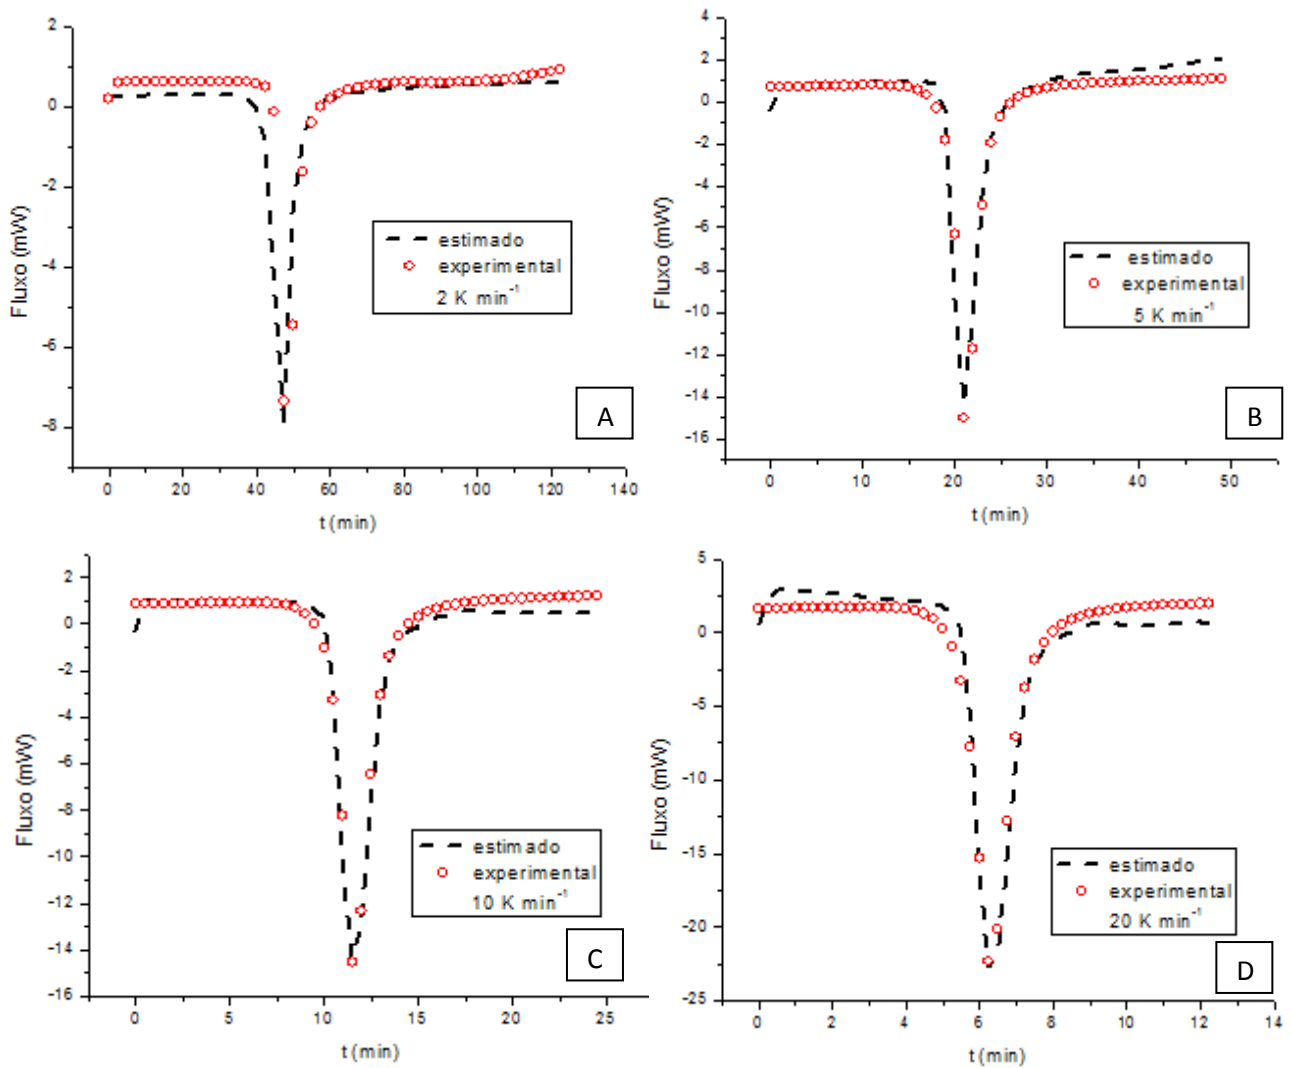 2
0
-2
-4
-6
-8
Fluxo (mW)
0 20 40 60 80 100 120 140
t (min)
estimado
experimental
2 K min⁻¹
A
4
2
0
-2
-4
-6
-8
-10
-12
-14
-16
Fluxo (mW)
0 10 20 30 40 50
t (min)
estimado
experimental
5 K min⁻¹
B
2
0
-2
-4
-6
-8
-10
-12
-14
-16
Fluxo (mW)
0 5 10 15 20 25
t (min)
estimado
experimental
10 K min⁻¹
C
5
0
-5
-10
-15
-20
-25
Fluxo (mW)
0 2 4 6 8 10 12 14
t (min)
estimado
experimental
20 K min⁻¹
D